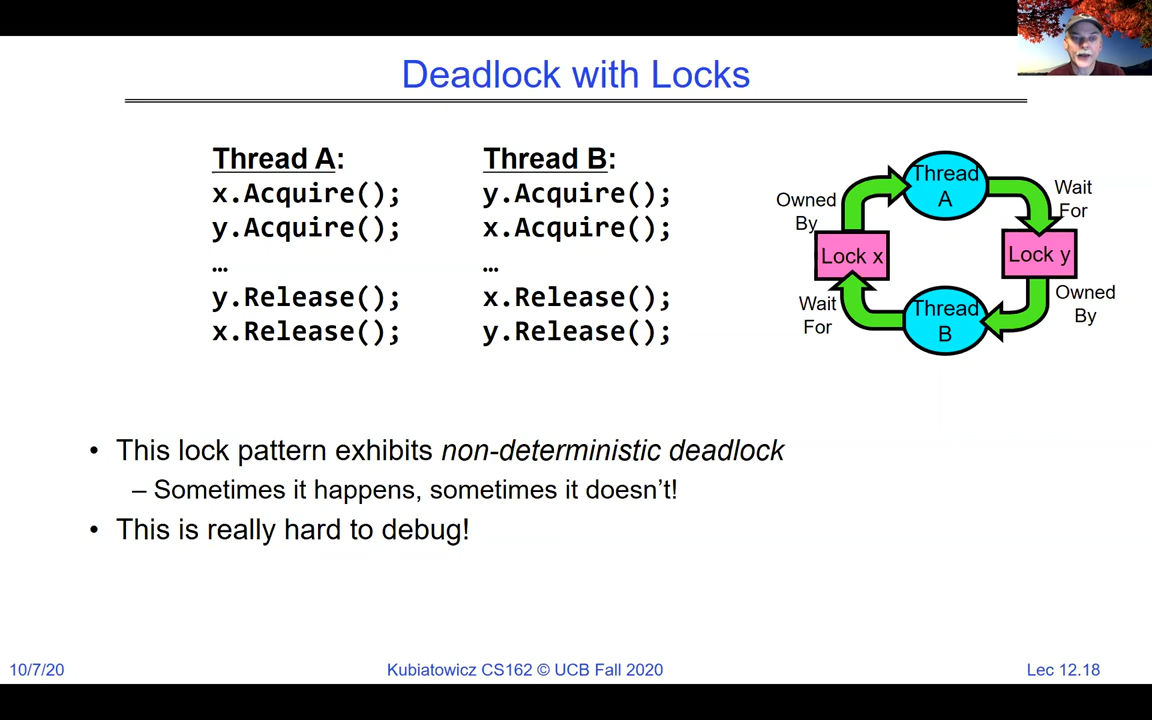 Deadlock with Locks
Thread A:
x.Acquire();
y.Acquire();
…
y.Release();
x.Release();
Thread B:
y.Acquire();
x.Acquire();
…
x.Release();
y.Release();
Thread
A
Wait
For
Owned
By
Lock x
Lock y
Wait
For
Owned
By
Thread
B
• This lock pattern exhibits non-deterministic deadlock
– Sometimes it happens, sometimes it doesn’t!
• This is really hard to debug!
10/7/20
Kubiatowicz CS162 © UCB Fall 2020
Lec 12.18